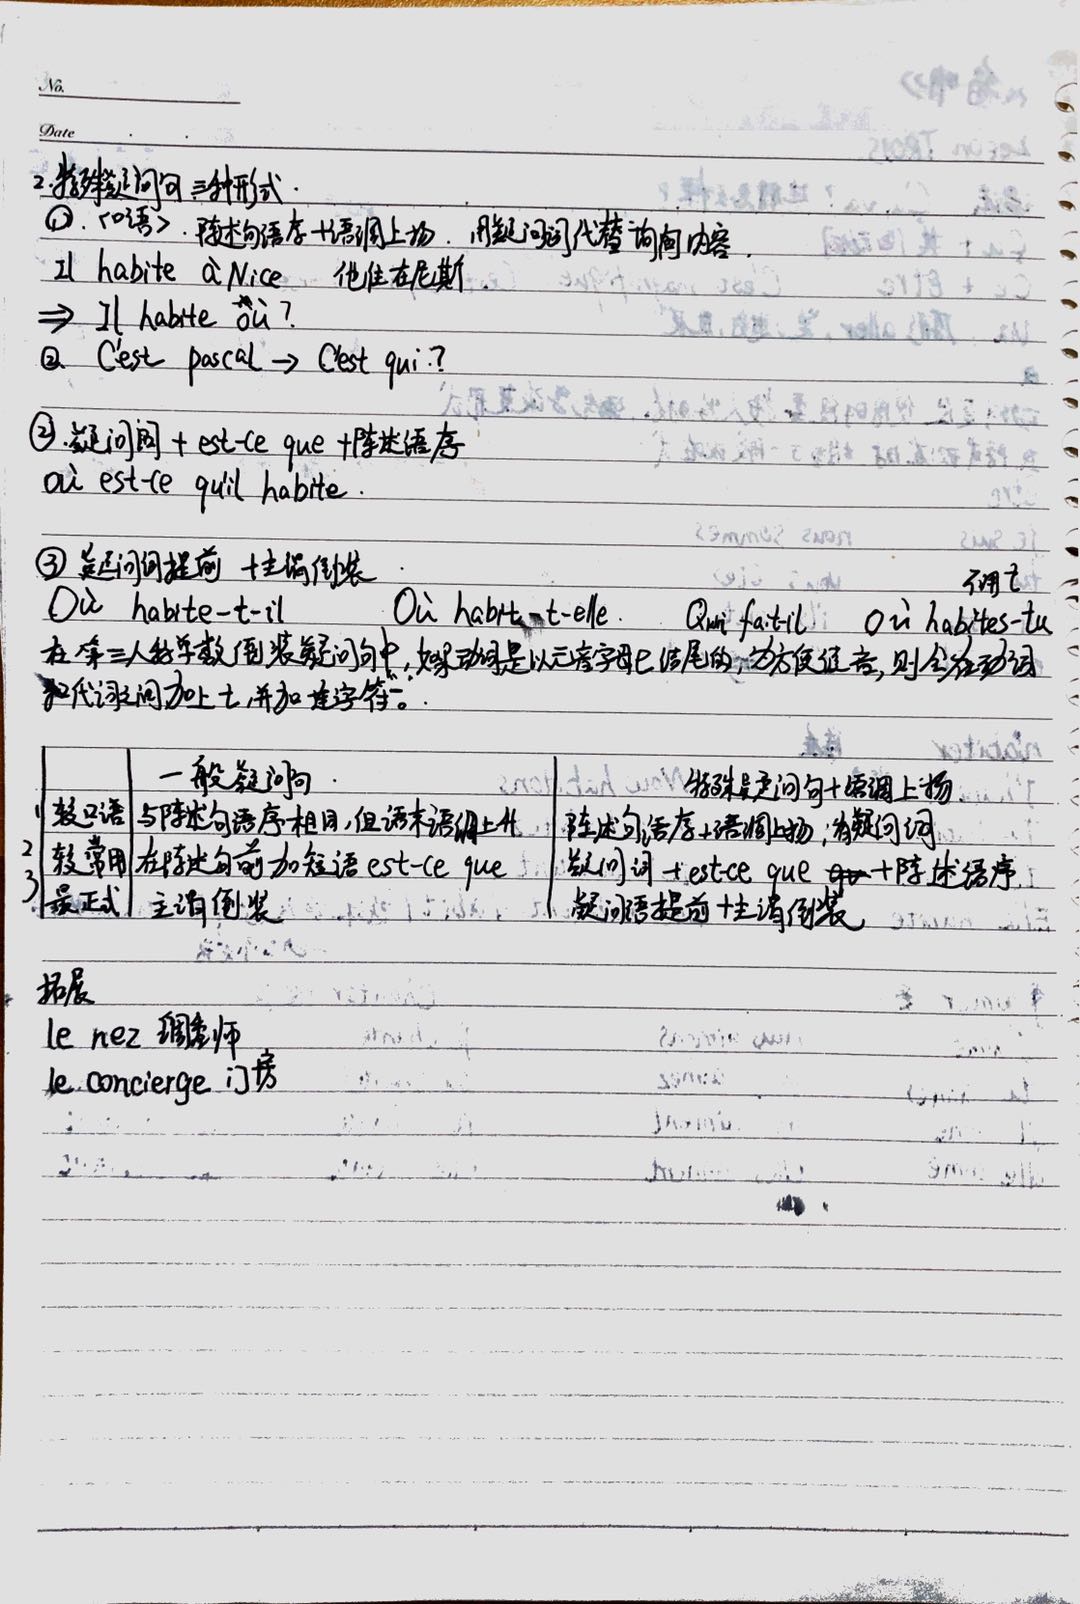 No.
Date
2.特殊疑问句三种形式.
①.<口语>.陈述句语序+语调上扬.用疑问词代替询问内容.
Il habite à Nice 他住在尼斯.
⇒ Il habite où?
② C'est pascal → C'est qui?
②.疑问词+est-ce que+陈述语序
où est-ce qu'il habite.
③疑问词提前+主谓倒装
不用t
Où habite-t-il Où habite-t-elle. Qui fait-il Où habites-tu
在第三人称单数倒装疑问句中,如果动词是以元音字母e结尾的,为方便连音,则会在动词
和代词之间加上t,并加连字符"-"。
一般疑问句 特殊疑问句+语调上扬
1 较口语 与陈述句语序相同,但语末语调上升 陈述句语序+语调上扬,有疑问词
2 较常用 在陈述句前加短语est-ce que 疑问词+est-ce que +陈述语序.
3 最正式 主谓倒装 疑问语提前+主谓倒装
拓展
le nez 调香师
le concierge 门房